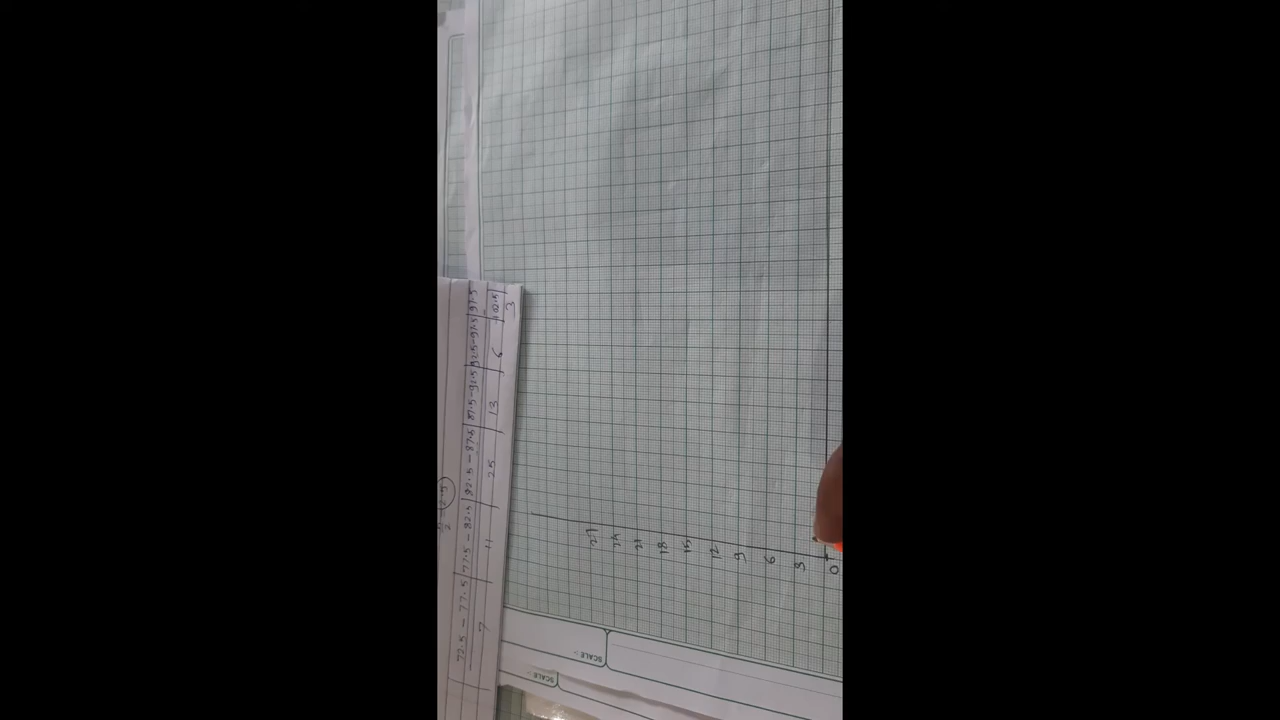 72.5 – 77.5 | 77.5 – 82.5 | 82.5 – 87.5 | 87.5 – 92.5 | 92.5 – 97.5 | 97.5
102.5
7 | 11 | 25 | 13 | 6 | 3
27
24
21
18
15
12
9
6
3
0
SCALE :-
SCALE :-